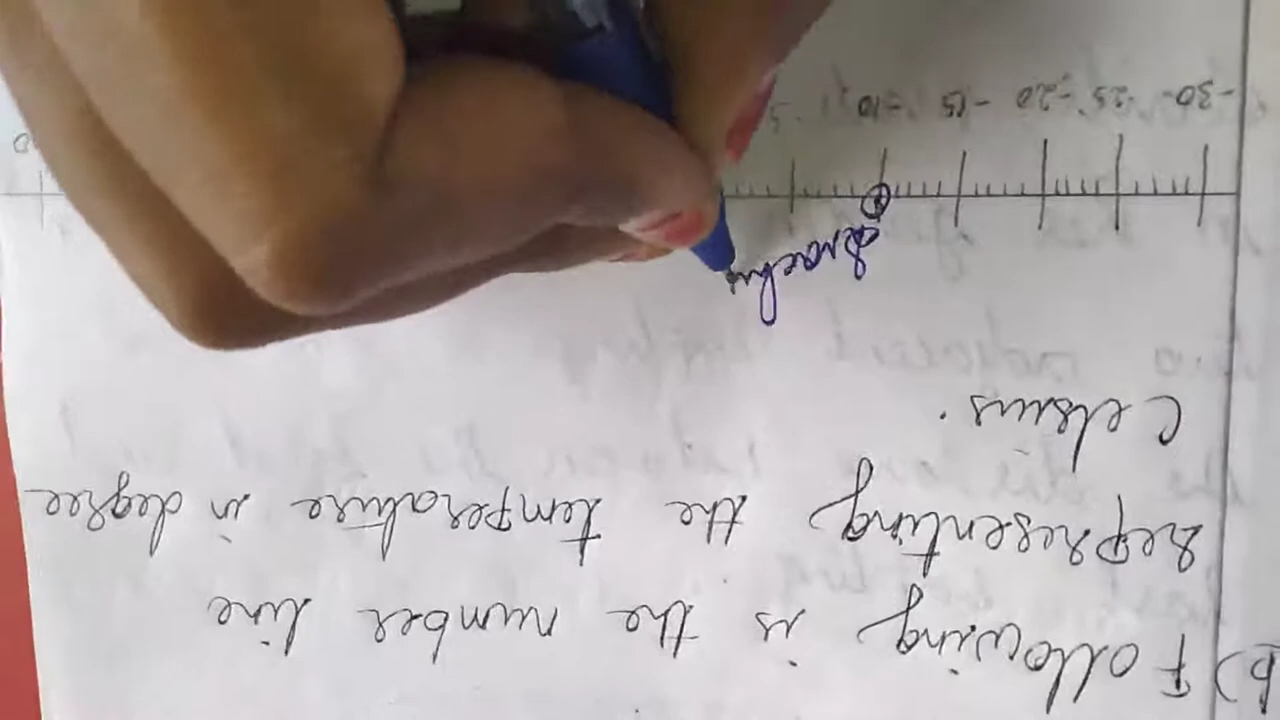 b) Following is the number line
representing the temperature in degree
Celsius.
-30 -25 -20 -15 -10